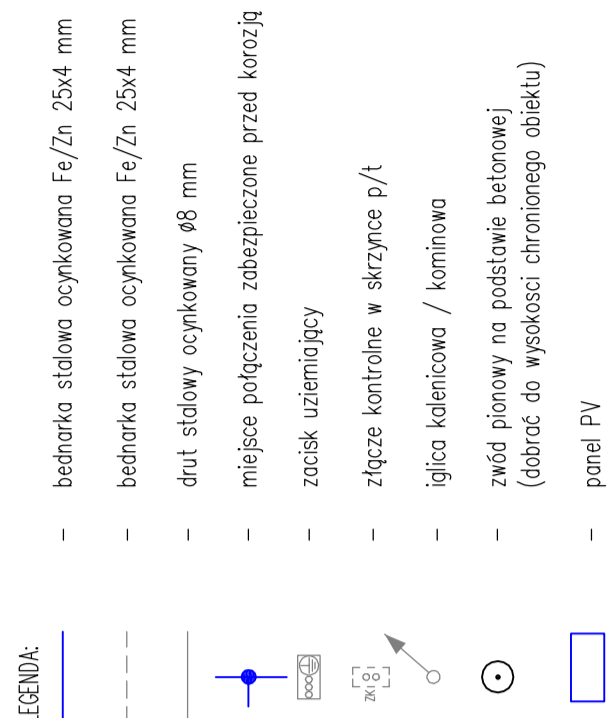 LEGENDA:
- bednarka stalowa ocynkowana Fe/Zn 25x4 mm
- bednarka stalowa ocynkowana Fe/Zn 25x4 mm
- drut stalowy ocynkowany ø8 mm
- miejsce połączenia zabezpieczone przed korozją
- zacisk uziemiający
ZK - złącze kontrolne w skrzynce p/t
- iglica kalenicowa / kominowa
- zwód pionowy na podstawie betonowej
(dobrać do wysokosci chronionego obiektu)
- panel PV